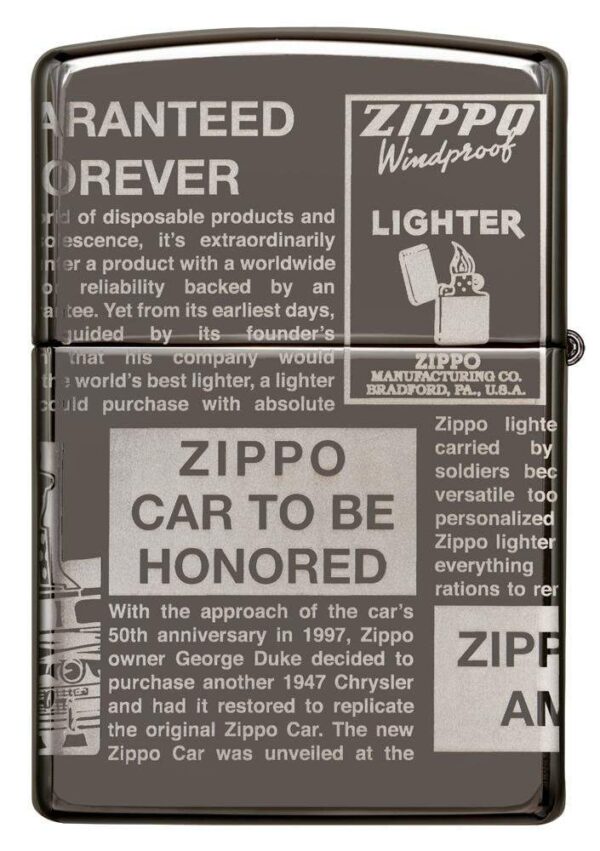 ARANTEED
OREVER
of disposable products and
escence, it's extraordinarily
a product with a worldwide
reliability backed by an
Yet from its earliest days,
guided by its founder's
that his company would
world's best lighter, a lighter
could purchase with absolute
ZIPPO
Windproof
LIGHTER
ZIPPO
MANUFACTURING CO.
BRADFORD, PA., U.S.A.
ZIPPO
CAR TO BE
HONORED
With the approach of the car's
50th anniversary in 1997, Zippo
owner George Duke decided to
purchase another 1947 Chrysler
and had it restored to replicate
the original Zippo Car. The new
Zippo Car was unveiled at the
Zippo lighte
carried by
soldiers bec
versatile too
personalized
Zippo lighter
everything
rations to rer
ZIPP
AM